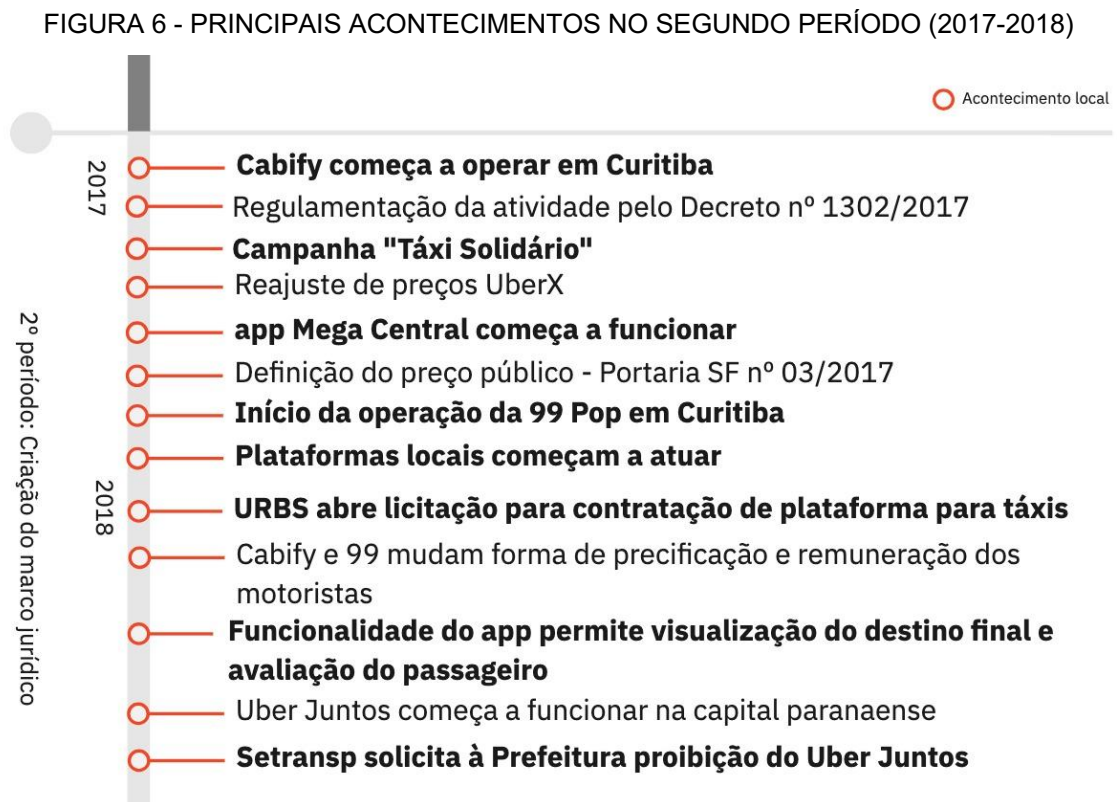 FIGURA 6 - PRINCIPAIS ACONTECIMENTOS NO SEGUNDO PERÍODO (2017-2018)
Acontecimento local
2017
Cabify começa a operar em Curitiba
Regulamentação da atividade pelo Decreto nº 1302/2017
Campanha "Táxi Solidário"
Reajuste de preços UberX
app Mega Central começa a funcionar
Definição do preço público - Portaria SF nº 03/2017
Início da operação da 99 Pop em Curitiba
Plataformas locais começam a atuar
2018
URBS abre licitação para contratação de plataforma para táxis
Cabify e 99 mudam forma de precificação e remuneração dos
motoristas
Funcionalidade do app permite visualização do destino final e
avaliação do passageiro
Uber Juntos começa a funcionar na capital paranaense
Setransp solicita à Prefeitura proibição do Uber Juntos
2º período: Criação do marco jurídico